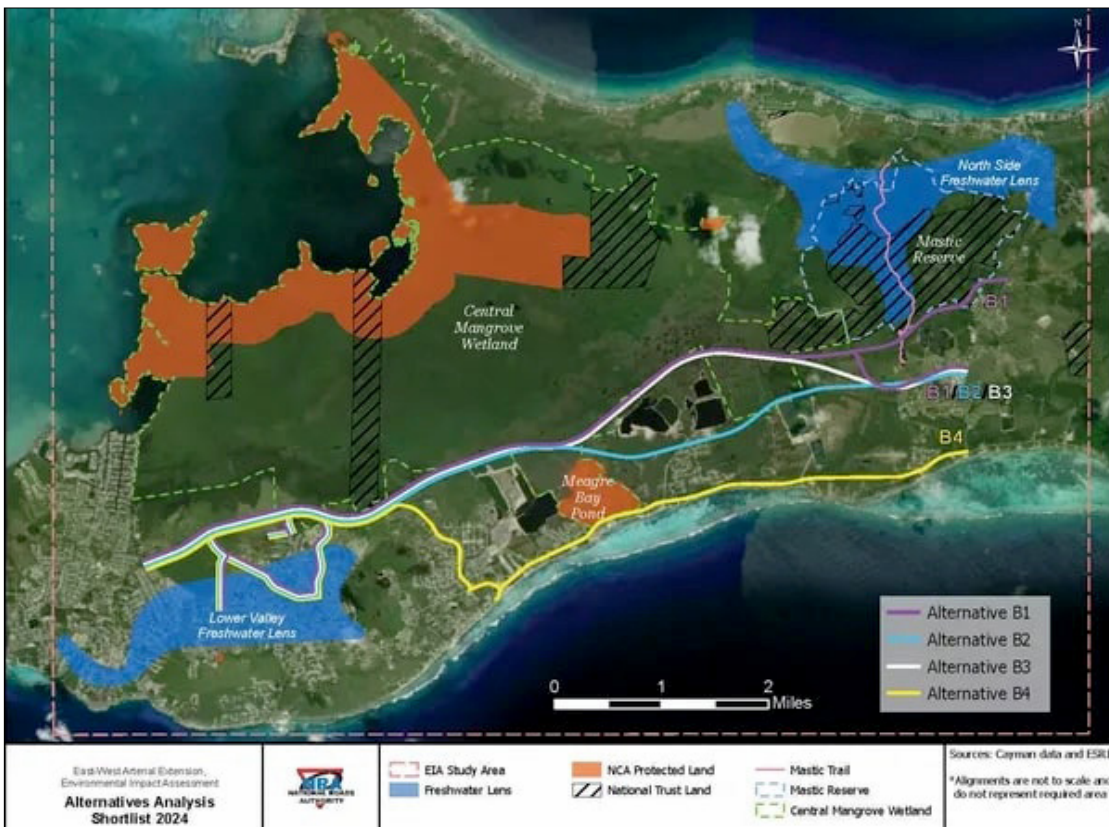 N
North Side
Freshwater Lens
Mastic
Reserve
B1
Central
Mangrove
Wetland
B1/B2/B3
B4
Meagre
Bay
Pond
Lower Valley
Freshwater Lens
Alternative B1
Alternative B2
Alternative B3
Alternative B4
0 1 2
Miles
East-West Arterial Extension,
Environmental Impact Assessment
Alternatives Analysis
Shortlist 2024
NRA
NATIONAL ROADS
AUTHORITY
EIA Study Area
Freshwater Lens
NCA Protected Land
National Trust Land
Mastic Trail
Mastic Reserve
Central Mangrove Wetland
Sources: Cayman data and ESRI
*Alignments are not to scale and
do not represent required area